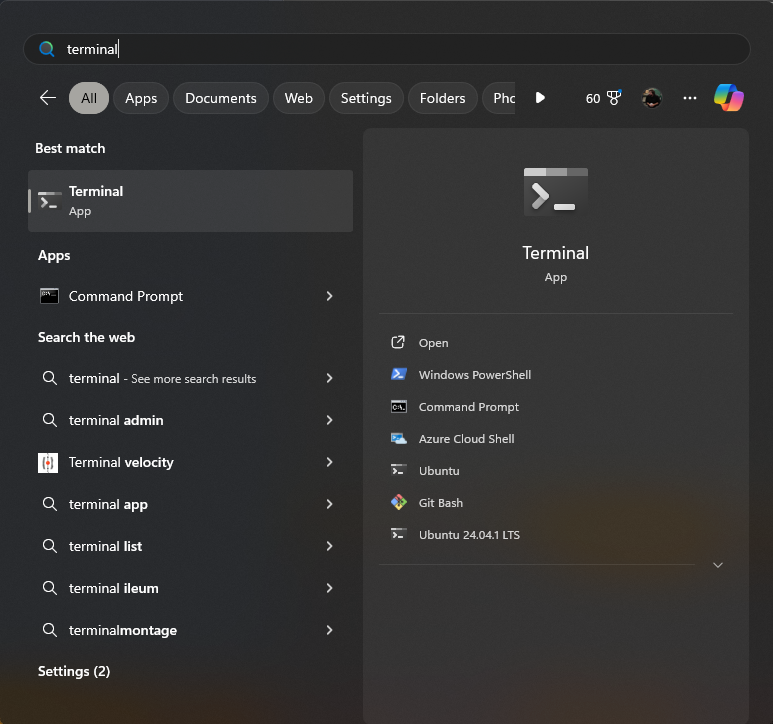 terminal
All
Apps
Documents
Web
Settings
Folders
Pho
60
Best match
Terminal
App
Apps
Command Prompt
Search the web
terminal - See more search results
terminal admin
Terminal velocity
terminal app
terminal list
terminal ileum
terminalmontage
Settings (2)
Terminal
App
Open
Windows PowerShell
Command Prompt
Azure Cloud Shell
Ubuntu
Git Bash
Ubuntu 24.04.1 LTS